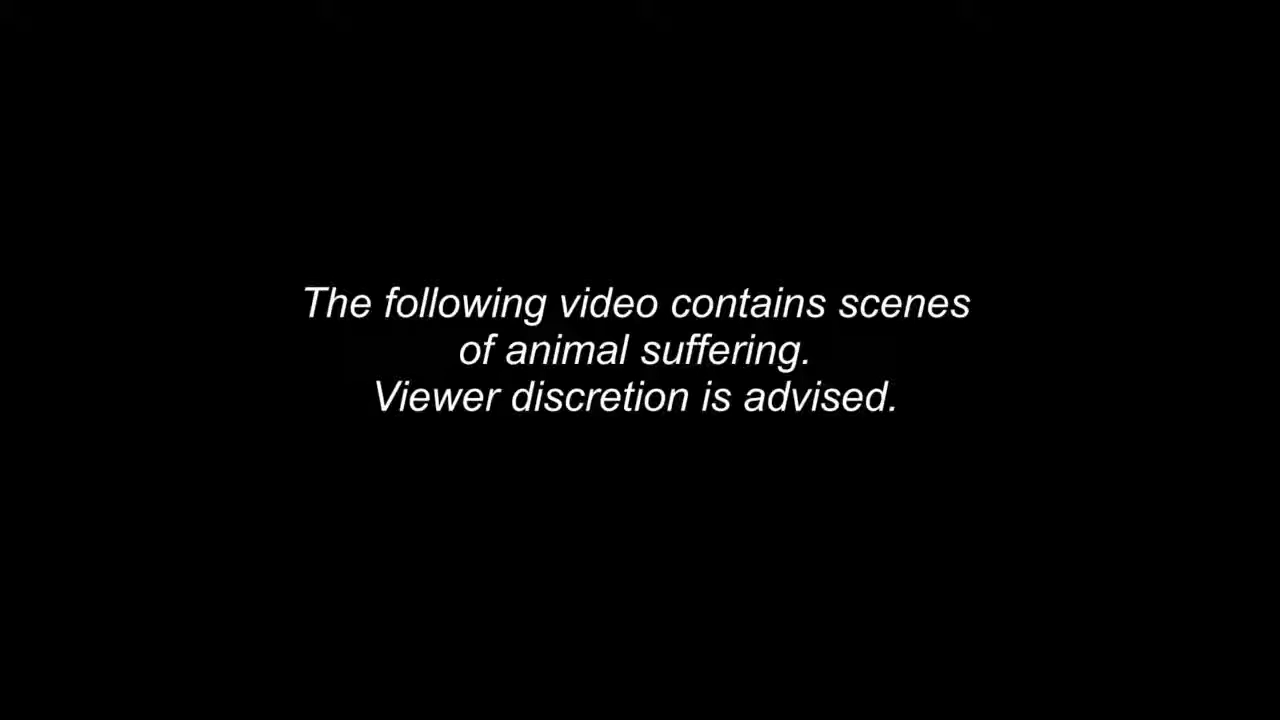 The following video contains scenes
of animal suffering.
Viewer discretion is advised.